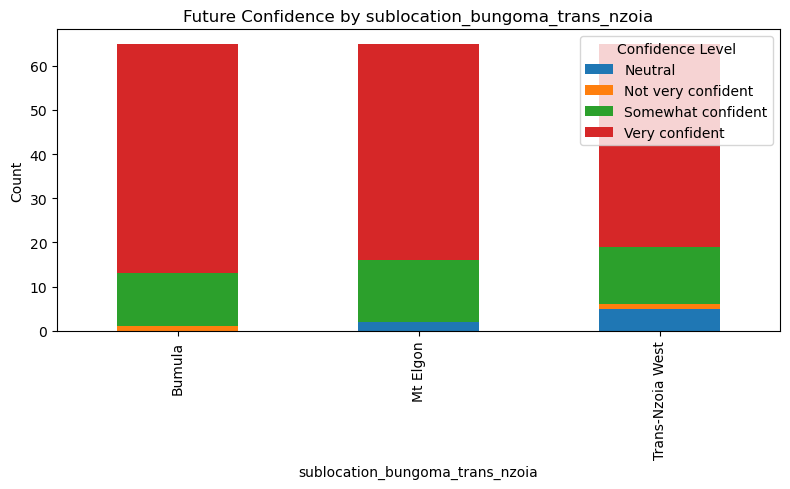 Future Confidence by sublocation_bungoma_trans_nzoia
Confidence Level
Neutral
Not very confident
Somewhat confident
Very confident
Count
60
50
40
30
20
10
0
Bumula
Mt Elgon
Trans-Nzoia West
sublocation_bungoma_trans_nzoia